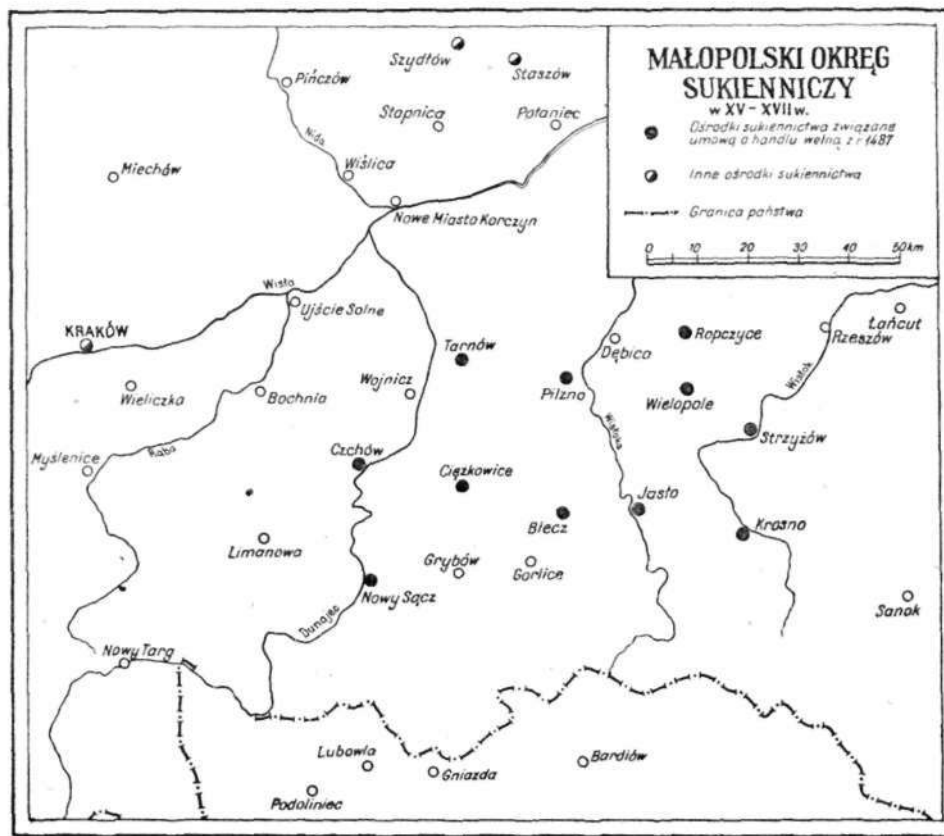 MAŁOPOLSKI OKRĘG
SUKIENNICZY
w XV – XVII w.
Ośrodki sukiennictwa związane
umową o handlu wełną z r 1487
Inne ośrodki sukiennictwa
Granica państwa
0 10 20 30 40 50 km
Szydłów
Staszów
Pińczów
Stopnica
Połaniec
Nida
Miechów
Wiślica
Nowe Miasto Korczyn
Wisła
Ujście Solne
KRAKÓW
Łańcut
Rzeszów
Ropczyce
Dębica
Tarnów
Wisłok
Wieliczka
Bochnia
Wojnicz
Pilzno
Wielopole
Wisłoka
Strzyżów
Raba
Myślenice
Czchów
Ciężkowice
Jasło
Biecz
Krosno
Limanowa
Grybów
Gorlice
Nowy Sącz
Sanok
Dunajec
Nowy Targ
Lubowla
Gniazda
Bardiów
Podoliniec